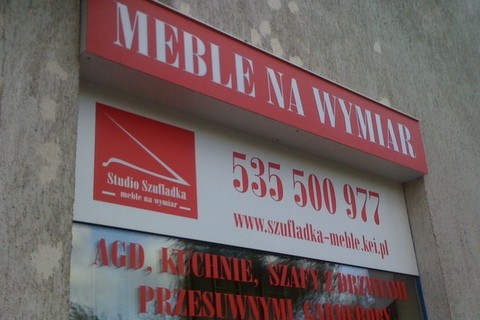 MEBLE NA WYMIAR
Studio Szufladka
meble na wymiar
535 500 977
www.szufladka-meble.kei.pl
AGD, KUCHNIE, SZAFY Z DRZWIAMI
PRZESUWNYMI, GARDEROBY